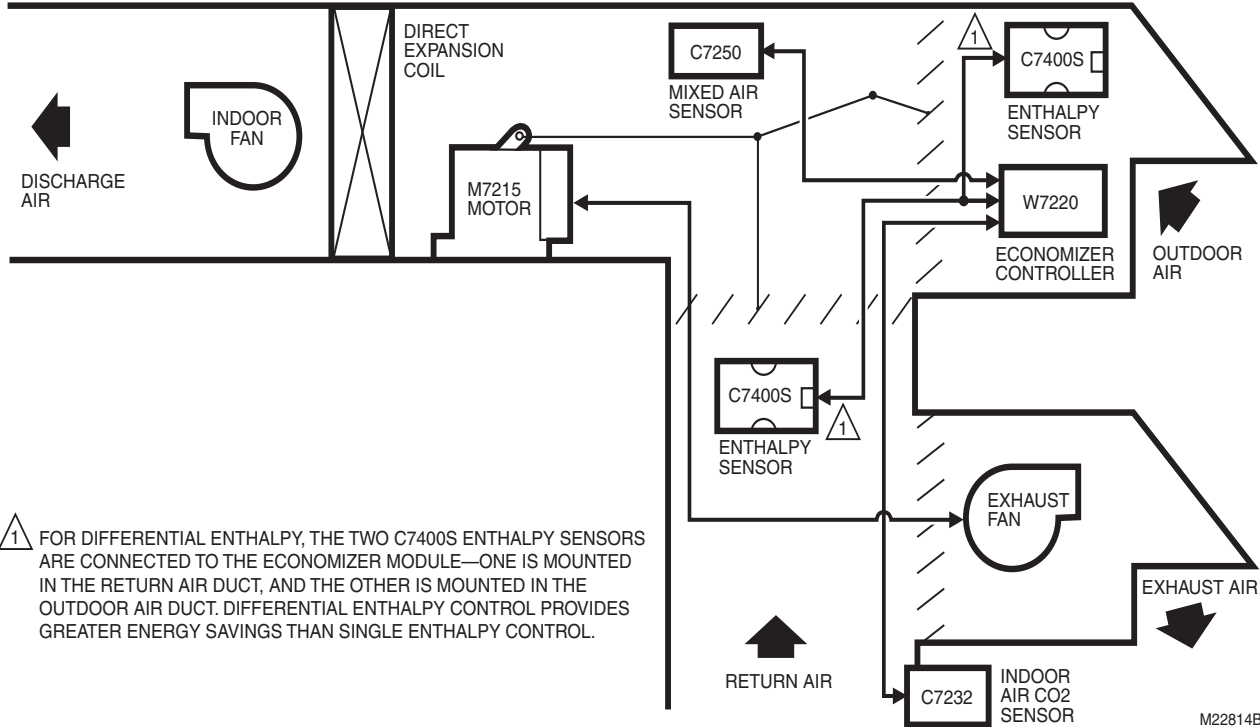 DIRECT
EXPANSION
COIL
C7250
MIXED AIR
SENSOR
1
C7400S
ENTHALPY
SENSOR
INDOOR
FAN
DISCHARGE
AIR
M7215
MOTOR
W7220
ECONOMIZER
CONTROLLER
OUTDOOR
AIR
C7400S
1
ENTHALPY
SENSOR
EXHAUST
FAN
1 FOR DIFFERENTIAL ENTHALPY, THE TWO C7400S ENTHALPY SENSORS
ARE CONNECTED TO THE ECONOMIZER MODULE—ONE IS MOUNTED
IN THE RETURN AIR DUCT, AND THE OTHER IS MOUNTED IN THE
OUTDOOR AIR DUCT. DIFFERENTIAL ENTHALPY CONTROL PROVIDES
GREATER ENERGY SAVINGS THAN SINGLE ENTHALPY CONTROL.
EXHAUST AIR
RETURN AIR
C7232
INDOOR
AIR CO2
SENSOR
M22814B